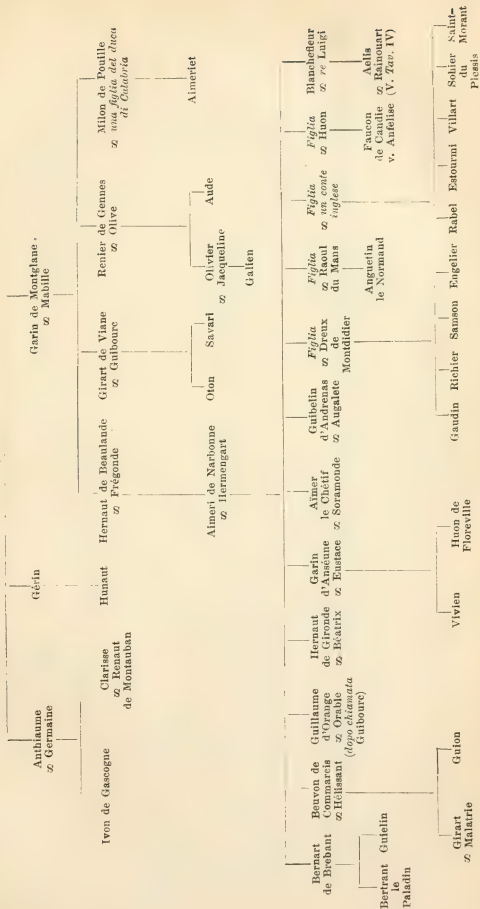 Anthiaume
∞ Germaine
Gérin
Garin de Montglane.
∞ Mabille
Ivon de Gascogne
Clarisse
∞ Renaut
de Montauban
Hunaut
Hernaut de Beaulande
∞ Frégonde
Girart de Viane
∞ Guibourc
Renier de Gennes
∞ Olive
Milon de Pouille
∞ una figlia del duca
di Calabria
Aimeri de Narbonne
∞ Hermengart
Oton
Savari
Olivier
∞ Jacqueline
Aude
Aimerlet
Galien
Bernart
de Brebant
Beuvon de
Commarcis
∞ Hélissant
Guillaume
d'Orange
∞ Orable
(dopo chiamata
Guibourc)
Hernaut
de Gironde
∞ Béatrix
Garin
d'Anséune
∞ Eustace
Aïmer
le Chétif
∞ Soramonde
Guibelin
d'Andrenas
∞ Augalete
Figlia
∞ Dreux
de
Montdidier
Figlia
∞ Raoul
du Mans
Figlia
∞ un conte
inglese
Figlia
∞ Huon
Blanchefleur
∞ re Luigi
Bertrant
le
Paladin
Guielin
Anguetin
le Normand
Faucon
de Candie
v. Anfelise
Aelis
∞ Rainouart
(V. Tav. IV)
Girart
∞ Malatrie
Guion
Vivien
Huon de
Floreville
Gaudin
Richier
Samson
Engelier
Rabel
Estourmi
Villart
Sohier
du
Plessis
Saint-
Morant